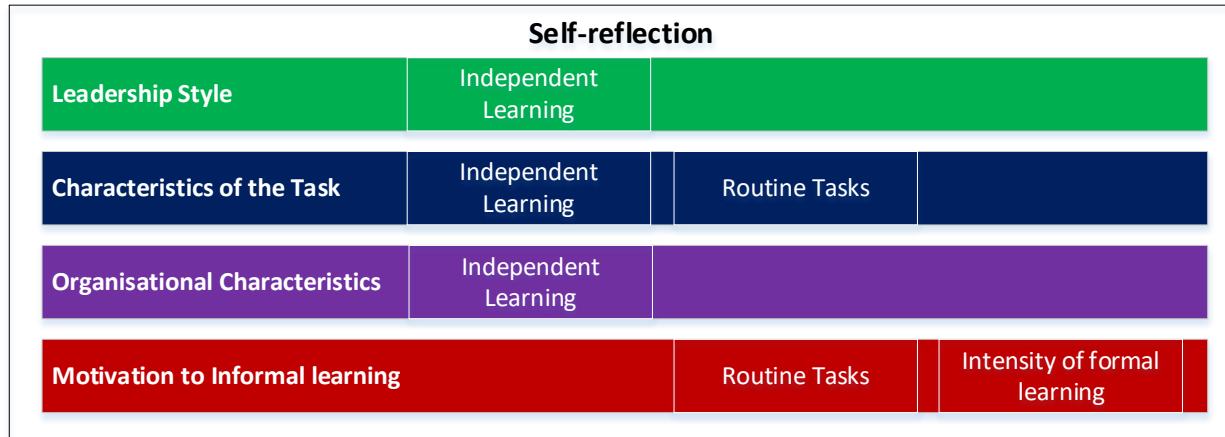 Self-reflection
Leadership Style
Independent
Learning
Characteristics of the Task
Independent
Learning
Routine Tasks
Organisational Characteristics
Independent
Learning
Motivation to Informal learning
Routine Tasks
Intensity of formal
learning